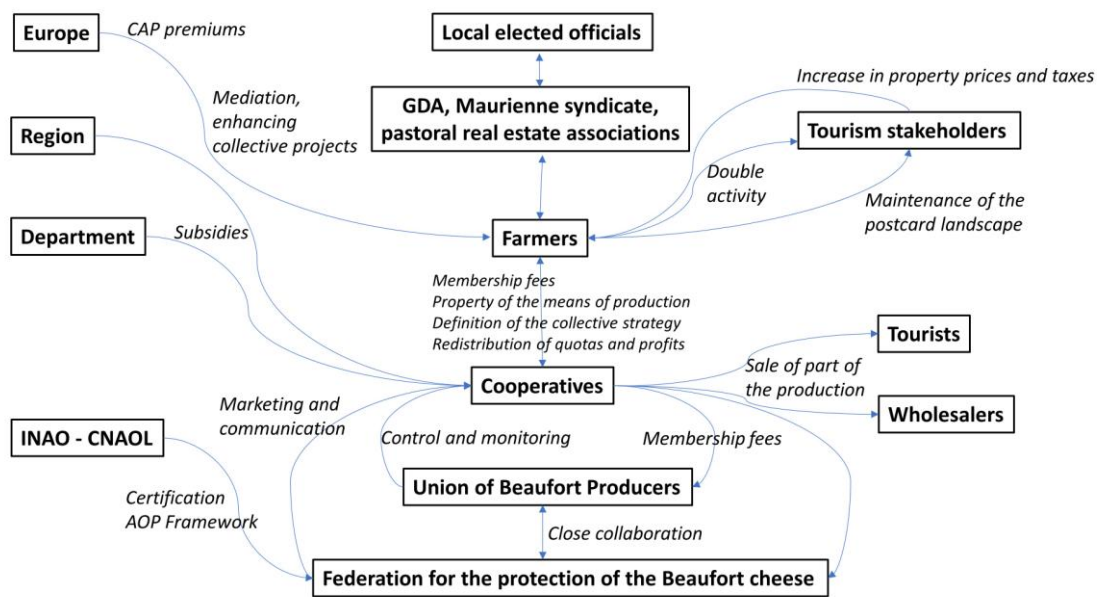 Europe
CAP premiums
Local elected officials
Increase in property prices and taxes
Mediation,
enhancing
collective projects
GDA, Maurienne syndicate,
pastoral real estate associations
Region
Tourism stakeholders
Double
activity
Maintenance of the
postcard landscape
Department
Subsidies
Farmers
Membership fees
Property of the means of production
Definition of the collective strategy
Redistribution of quotas and profits
Tourists
Sale of part of
the production
Cooperatives
Wholesalers
Marketing and
communication
INAO - CNAOL
Control and monitoring
Membership fees
Union of Beaufort Producers
Certification
AOP Framework
Close collaboration
Federation for the protection of the Beaufort cheese